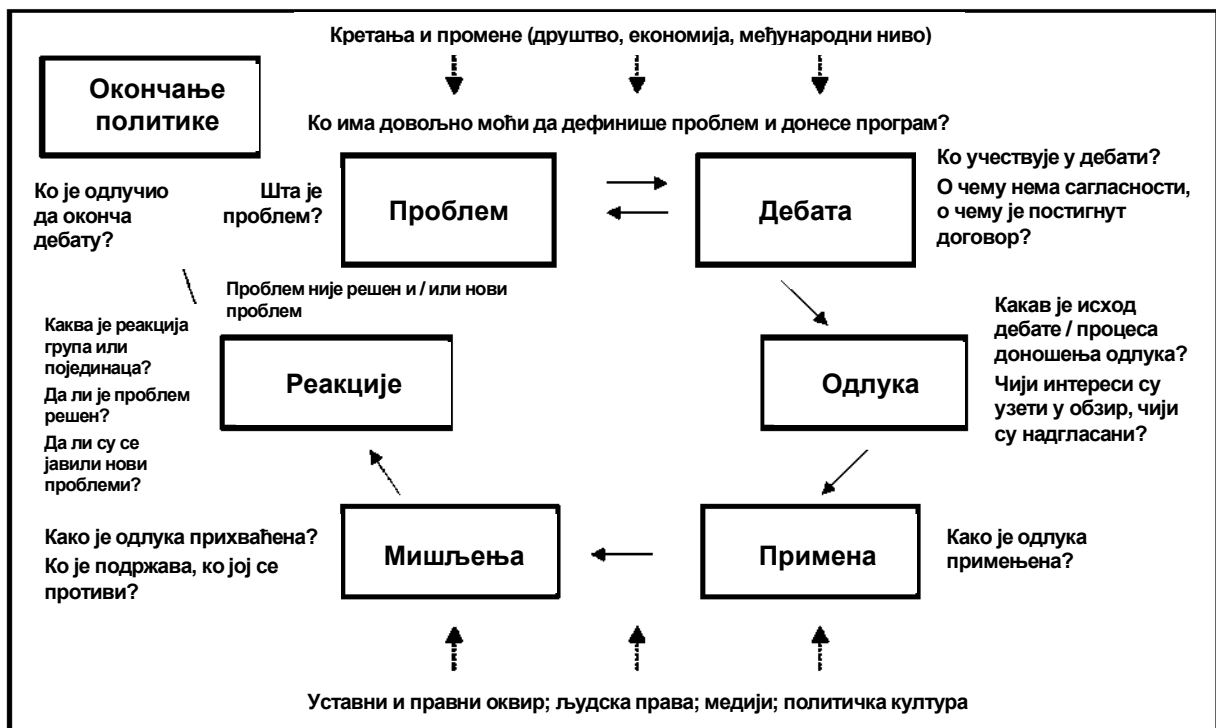 Кретања и промене (друштво, економија, међународни ниво)
Окончање
политике
Ко има довољно моћи да дефинише проблем и донесе програм?
Ко је одлучио
да оконча
дебату?
Шта је
проблем?
Проблем
Дебата
Ко учествује у дебати?
О чему нема сагласности,
о чему је постигнут
договор?
Проблем није решен и / или нови
проблем
Каква је реакција
група или
појединаца?
Да ли је проблем
решен?
Да ли су се
јавили нови
проблеми?
Реакције
Одлука
Какав је исход
дебате / процеса
доношења одлука?
Чији интереси су
узети у обзир, чији
су надгласани?
Како је одлука прихваћена?
Ко је подржава, ко јој се
противи?
Мишљења
Примена
Како је одлука
примењена?
Уставни и правни оквир; људска права; медији; политичка култура